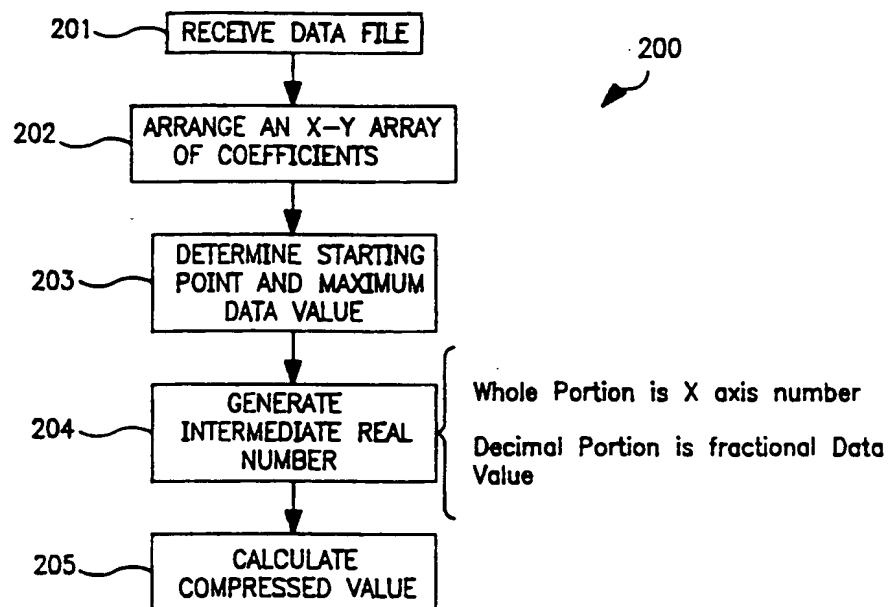 201
RECEIVE DATA FILE
200
202
ARRANGE AN X-Y ARRAY
OF COEFFICIENTS
203
DETERMINE STARTING
POINT AND MAXIMUM
DATA VALUE
204
GENERATE
INTERMEDIATE REAL
NUMBER
Whole Portion is X axis number
Decimal Portion is fractional Data
Value
205
CALCULATE
COMPRESSED VALUE